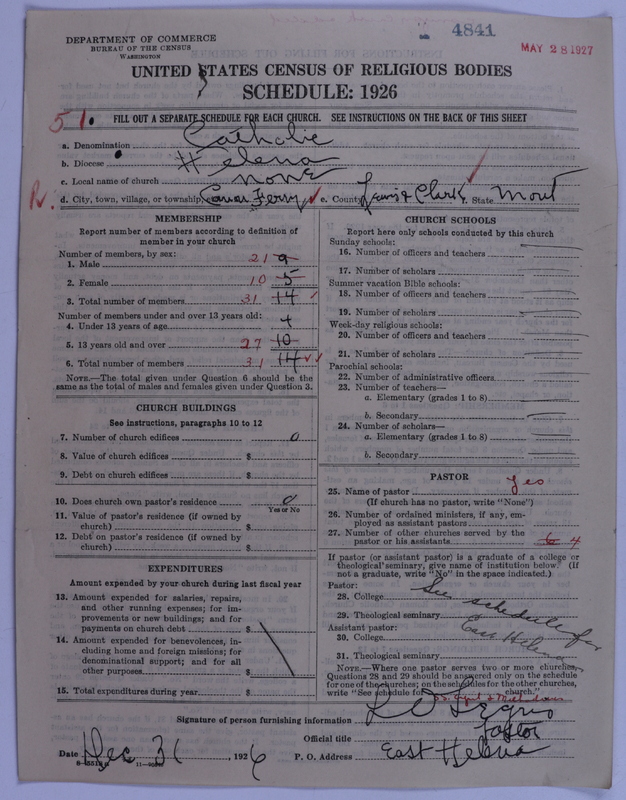 4841
MAY 28 1927
DEPARTMENT OF COMMERCE
BUREAU OF THE CENSUS
WASHINGTON
UNITED STATES CENSUS OF RELIGIOUS BODIES
SCHEDULE: 1926
51.
FILL OUT A SEPARATE SCHEDULE FOR EACH CHURCH. SEE INSTRUCTIONS ON THE BACK OF THIS SHEET
a. Denomination Catholic
b. Diocese Helena
c. Local name of church none
R. d. City, town, village, or township Ferry e. County Lewis & Clark f. State Mont
MEMBERSHIP
Report number of members according to definition of
member in your church
Number of members, by sex:
1. Male 21 9
2. Female 10 5
3. Total number of members 31 14
Number of members under and over 13 years old:
4. Under 13 years of age 4
5. 13 years old and over 27 10
6. Total number of members 31 14
NOTE.—The total given under Question 6 should be the
same as the total of males and females given under Question 3.
CHURCH BUILDINGS
See instructions, paragraphs 10 to 12
7. Number of church edifices 0
8. Value of church edifices $
9. Debt on church edifices $
10. Does church own pastor's residence 0
Yes or No
11. Value of pastor's residence (if owned by
church) $
12. Debt on pastor's residence (if owned by
church) $
EXPENDITURES
Amount expended by your church during last fiscal year
13. Amount expended for salaries, repairs,
and other running expenses; for im-
provements or new buildings; and for
payments on church debt $
14. Amount expended for benevolences, in-
cluding home and foreign missions; for
denominational support; and for all
other purposes $
15. Total expenditures during year $
CHURCH SCHOOLS
Report here only schools conducted by this church
Sunday schools:
16. Number of officers and teachers
17. Number of scholars
Summer vacation Bible schools:
18. Number of officers and teachers
19. Number of scholars
Week-day religious schools:
20. Number of officers and teachers
21. Number of scholars
Parochial schools:
22. Number of administrative officers
23. Number of teachers—
a. Elementary (grades 1 to 8)
b. Secondary
24. Number of scholars—
a. Elementary (grades 1 to 8)
b. Secondary
PASTOR
25. Name of pastor yes
(If church has no pastor, write "None")
26. Number of ordained ministers, if any, em-
ployed as assistant pastors
27. Number of other churches served by the
pastor or his assistants 6 4
If pastor (or assistant pastor) is a graduate of a college or
theological seminary, give name of institution below. (If
not a graduate, write "No" in the space indicated.)
Pastor:
28. College See schedule for
29. Theological seminary East Helena
Assistant pastor:
30. College
31. Theological seminary
NOTE.—Where one pastor serves two or more churches,
Questions 28 and 29 should be answered only on the schedule
for one of the churches; on the schedules for the other churches,
write "See schedule for church."
Signature of person furnishing information
Official title Pastor
Date Dec 31, 1926 P. O. Address East Helena